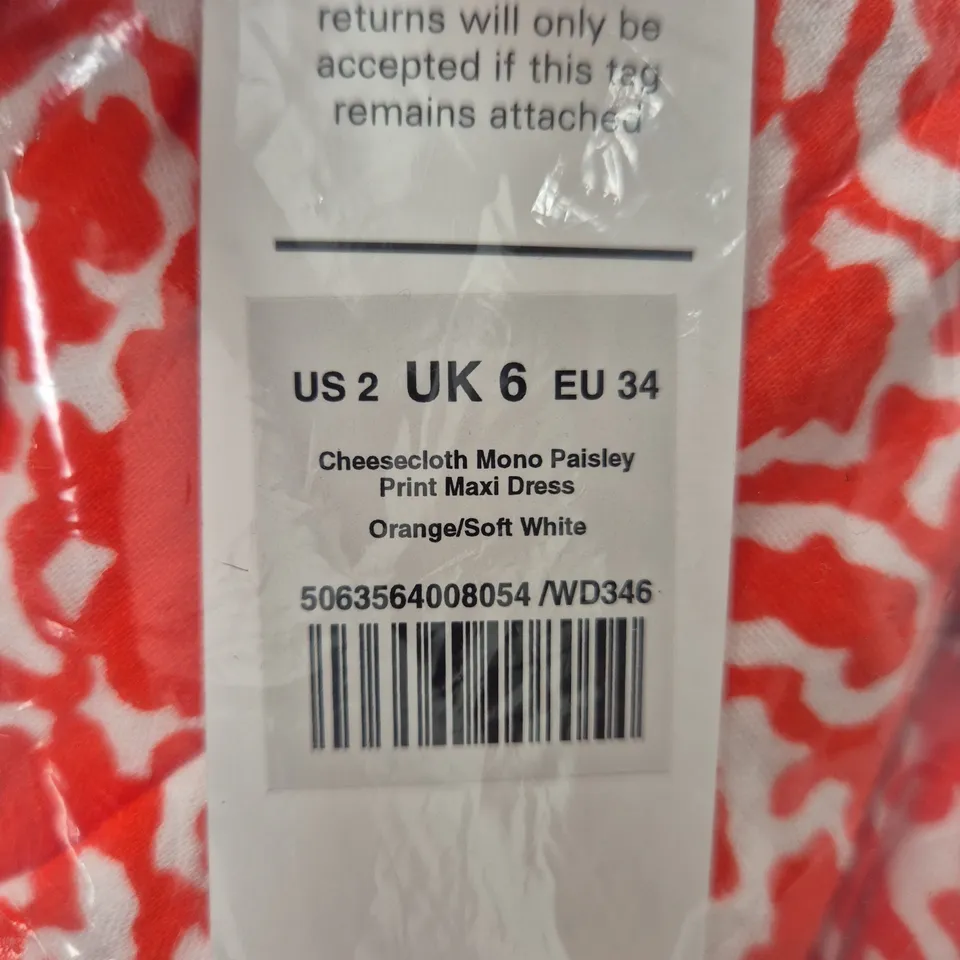 returns will only be
accepted if this tag
remains attached
US 2 UK 6 EU 34
Cheesecloth Mono Paisley
Print Maxi Dress
Orange/Soft White
5063564008054 /WD346